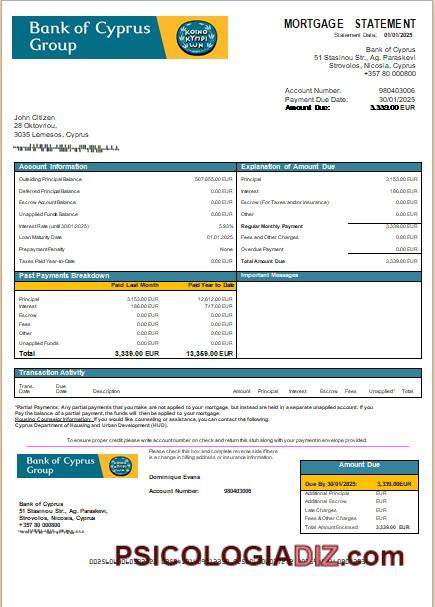 Bank of Cyprus
Group
ΚΟΙΝΟ
ΚΥΠΡΙ
ΩΝ
MORTGAGE STATEMENT
Statement Date: 01/01/2025
Bank of Cyprus
51 Stasinou Str., Ag. Paraskevi
Strovolos, Nicosia, Cyprus
+357 80 000800
Account Number: 980403006
Payment Due Date: 30/01/2025
Amount Due: 3,339.00 EUR
John Citizen
28 Oktovriou,
3035 Lemesos, Cyprus
Account Information
Outstanding Principal Balance 507,855.00 EUR
Deferred Principal Balance 0.00 EUR
Escrow Account Balance 0.00 EUR
Unapplied Funds Balance 0.00 EUR
Interest Rate (until 30/01/2025) 5.93%
Loan Maturity Date 01.01.2025
Prepayment Penalty None
Taxes Paid Year-to-Date 0.00 EUR
Explanation of Amount Due
Principal 3,153.00 EUR
Interest 186.00 EUR
Escrow (For Taxes and/or Insurance) 0.00 EUR
Other 0.00 EUR
Regular Monthly Payment 3,339.00 EUR
Fees and Other Charges 0.00 EUR
Overdue Payment 0.00 EUR
Total Amount Due 3,339.00 EUR
Past Payments Breakdown
Paid Last Month Paid Year to Date
Principal 3,153.00 EUR 12,612.00 EUR
Interest 186.00 EUR 747.00 EUR
Escrow 0.00 EUR 0.00 EUR
Fees 0.00 EUR 0.00 EUR
Other 0.00 EUR 0.00 EUR
Unapplied Funds 0.00 EUR 0.00 EUR
Total 3,339.00 EUR 13,359.00 EUR
Important Messages
Transaction Activity
Trans. Date Due Date Description Amount Principal Interest Escrow Fees Unapplied* Total
*Partial Payments: Any partial payments that you make are not applied to your mortgage, but instead are held in a separate unapplied account. If you
Pay the balance of a partial payment, the funds will then be applied to your mortgage.
Housing Counselor Information: If you would like counseling or assistance, you can contact the following:
Cyprus Department of Housing and Urban Development (HUD).
To ensure proper credit please write account number on check and return this stub along with your payment in envelope provided.
Bank of Cyprus
Group
Please check this box and complete reverse side if there
is a change in billing address or insurance information.
Dominique Evans
Account Number: 980403006
Bank of Cyprus
51 Stasinou Str., Ag. Paraskevi,
Strovolos, Nicosia, Cyprus
+357 80 000800
Amount Due
Due By 30/01/2025: 3,339.00EUR
Additional Principal EUR
Additional Escrow EUR
Late Charges EUR
Fees & Other Charges EUR
Total Amount Enclosed 3,339.00 EUR
PSICOLOGIADIZ.com